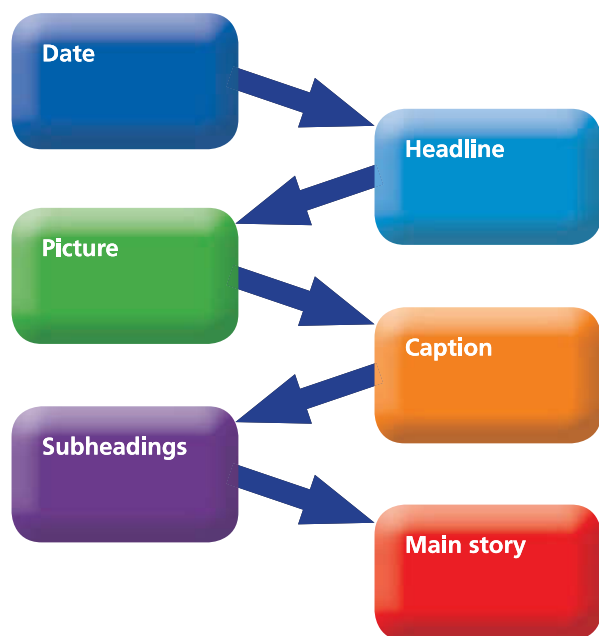 Date
Headline
Picture
Caption
Subheadings
Main story